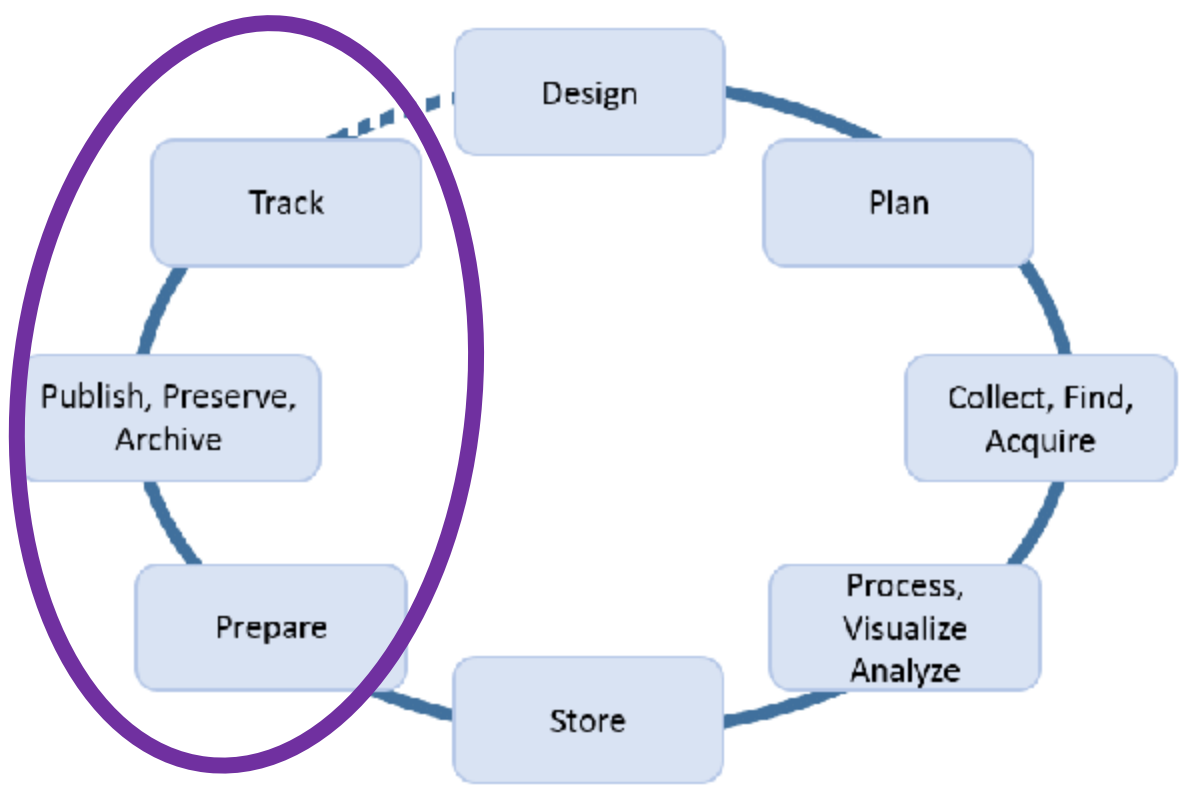 Design
Track
Plan
Publish, Preserve,
Archive
Collect, Find,
Acquire
Prepare
Process,
Visualize
Analyze
Store